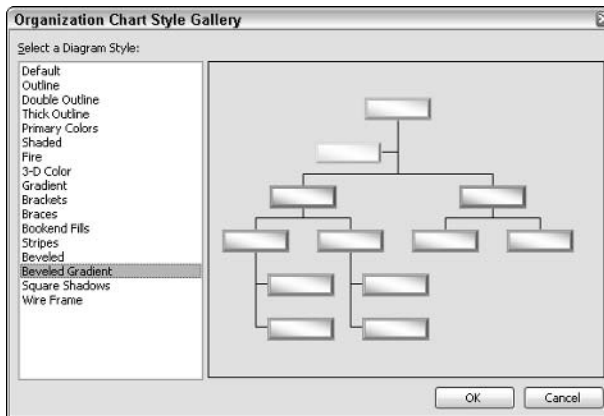 Organization Chart Style Gallery
Select a Diagram Style:
Default
Outline
Double Outline
Thick Outline
Primary Colors
Shaded
Fire
3-D Color
Gradient
Brackets
Braces
Bookend Fills
Stripes
Beveled
Beveled Gradient
Square Shadows
Wire Frame
OK
Cancel